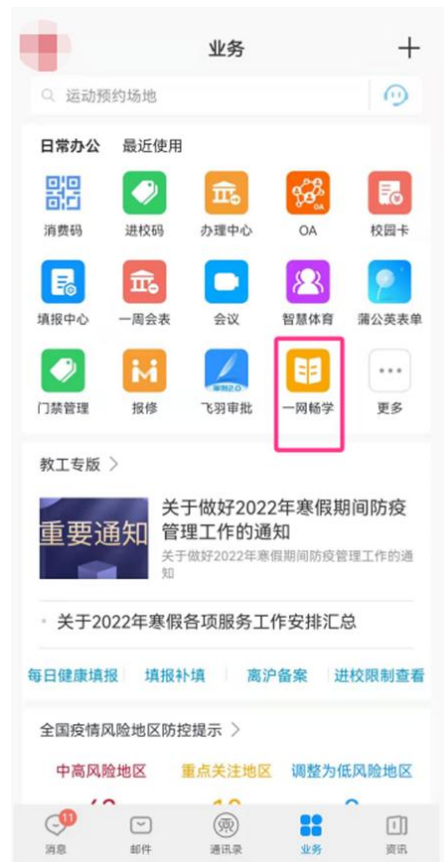 业务
运动预约场地
日常办公 最近使用
消费码 进校码 办理中心 OA 校园卡
填报中心 一周会表 会议 智慧体育 蒲公英表单
门禁管理 报修 飞羽审批 一网畅学 更多
教工专版
重要通知
关于做好2022年寒假期间防疫
管理工作的通知
关于做好2022年寒假期间防疫管理工作的通
知
关于2022年寒假各项服务工作安排汇总
每日健康填报 填报补填 离沪备案 进校限制查看
全国疫情风险地区防控提示
中高风险地区 重点关注地区 调整为低风险地区
11
消息 邮件 通讯录 业务 资讯